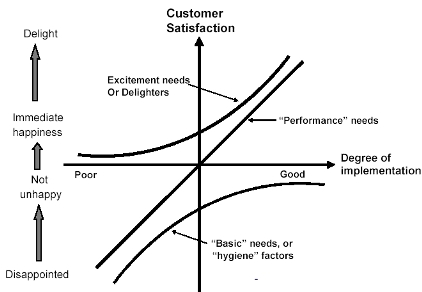 Customer
Satisfaction
Delight
Excitement needs
Or Delighters
Immediate
happiness
"Performance" needs
Degree of
implementation
Poor
Good
Not
unhappy
"Basic" needs, or
"hygiene" factors
Disappointed